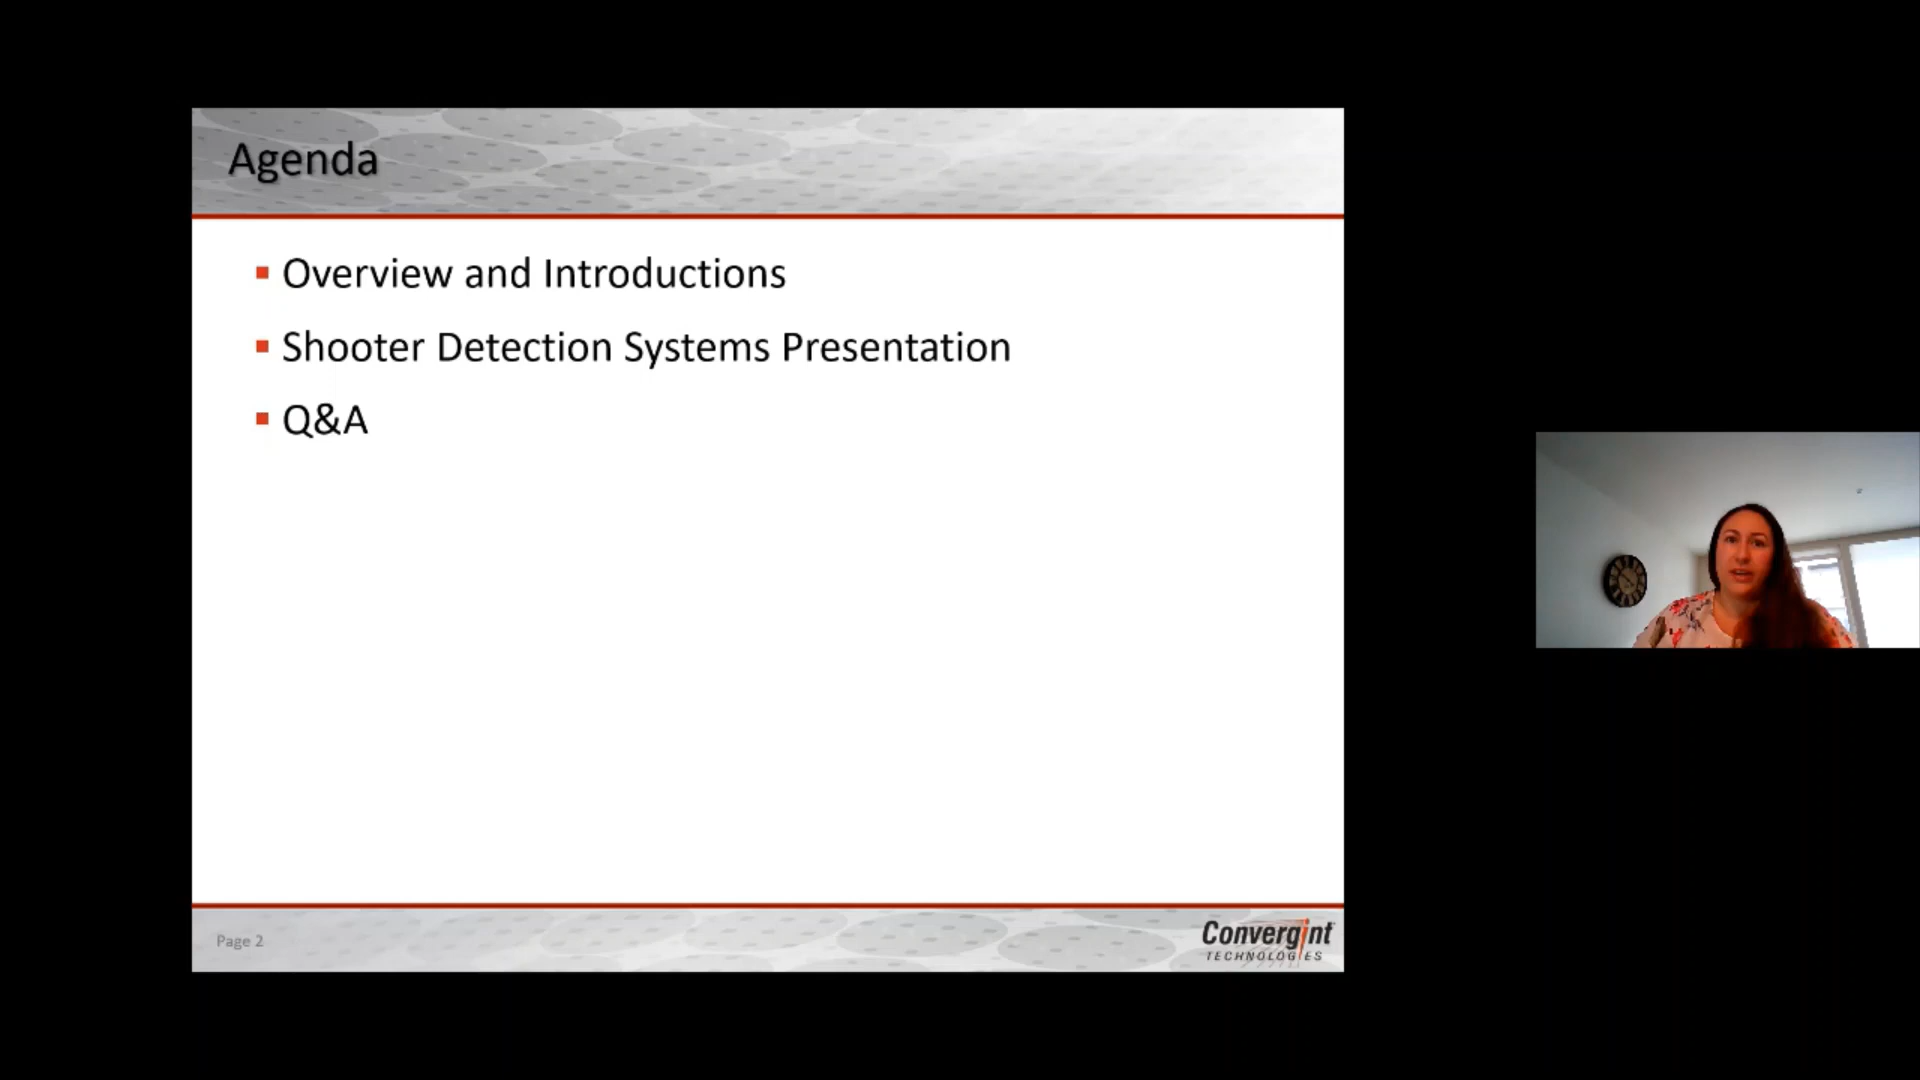 Agenda
Overview and Introductions
Shooter Detection Systems Presentation
Q&A
Page 2
Convergint
TECHNOLOGIES